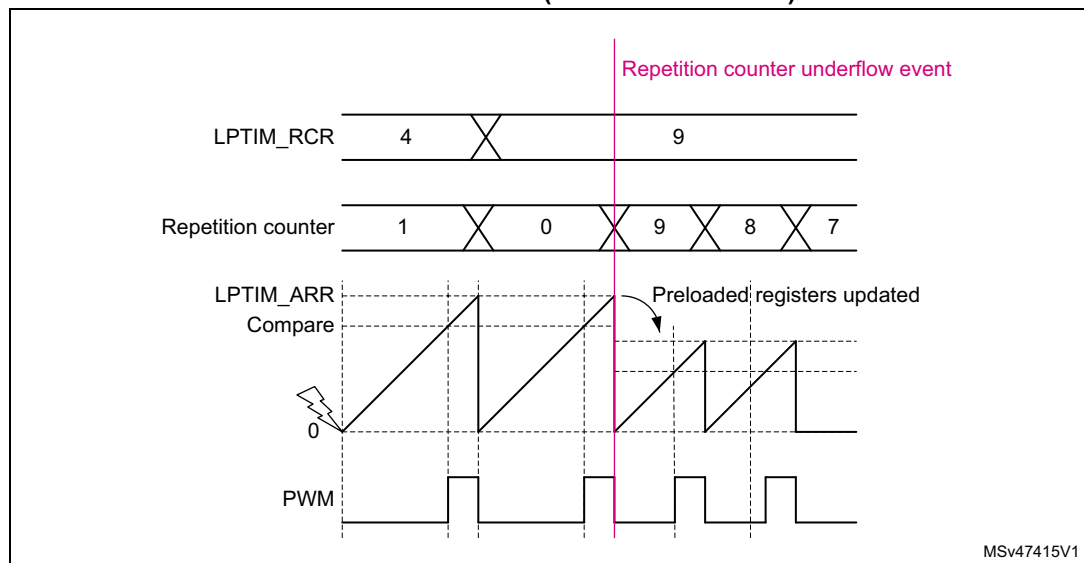 Repetition counter underflow event
LPTIM_RCR 4 9
Repetition counter 1 0 9 8 7
LPTIM_ARR Preloaded registers updated
Compare
0
PWM
MSv47415V1